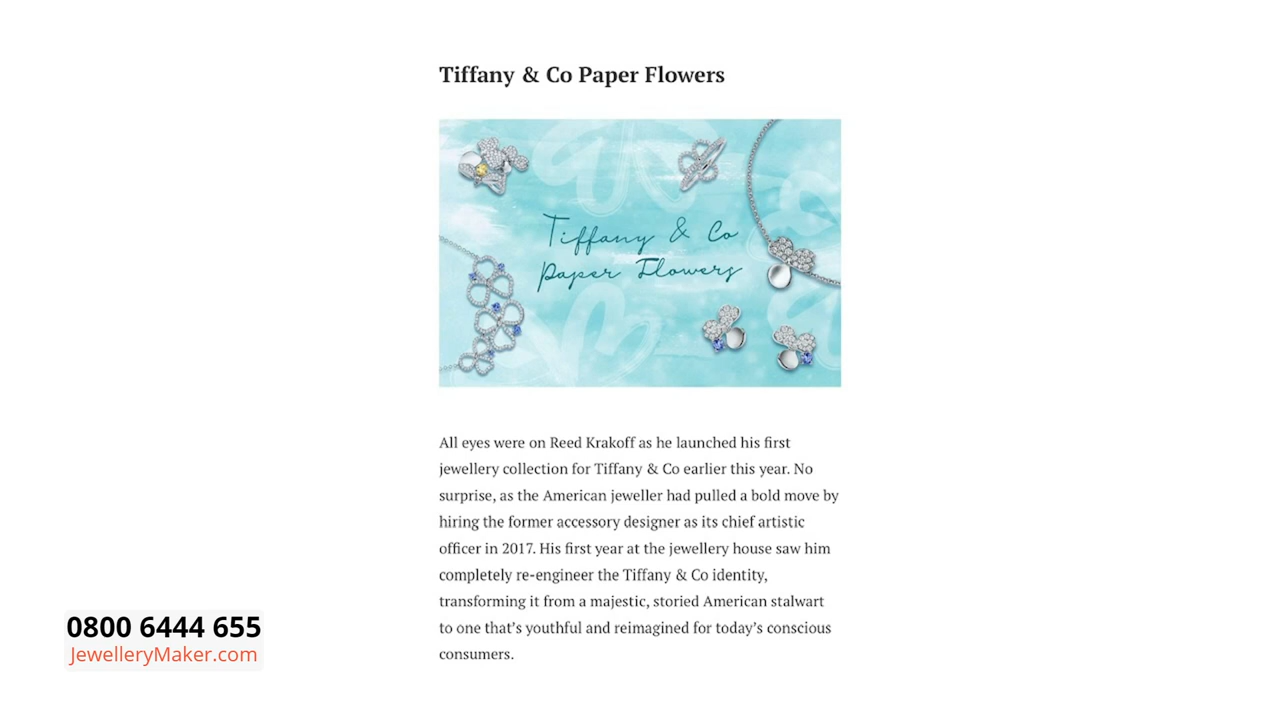 Tiffany & Co Paper Flowers
Tiffany & Co
Paper Flowers
All eyes were on Reed Krakoff as he launched his first
jewellery collection for Tiffany & Co earlier this year. No
surprise, as the American jeweller had pulled a bold move by
hiring the former accessory designer as its chief artistic
officer in 2017. His first year at the jewellery house saw him
completely re-engineer the Tiffany & Co identity,
transforming it from a majestic, storied American stalwart
to one that’s youthful and reimagined for today’s conscious
consumers.
0800 6444 655
JewelleryMaker.com